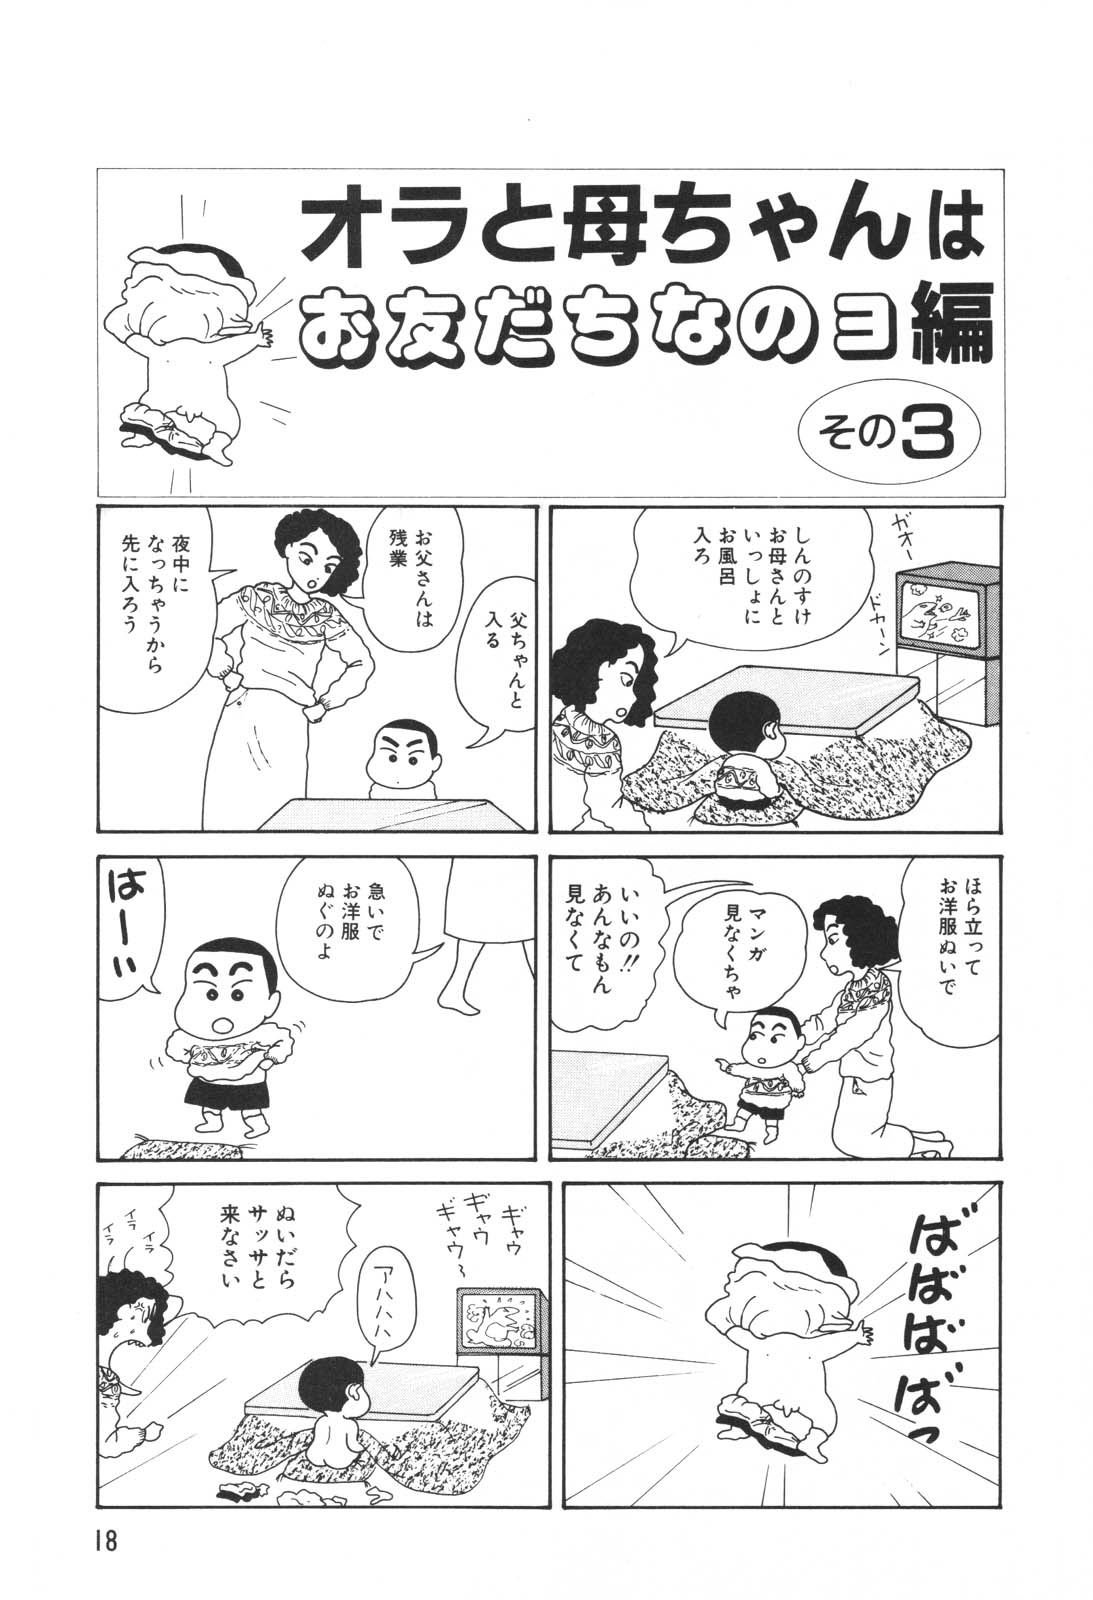 オラと母ちゃんは
お友だちなのヨ編
その3
ガオー
ドカーン
しんのすけ
お母さんと
いっしょに
お風呂
入ろ
父ちゃんと
入る
お父さんは
残業
夜中に
なっちゃうから
先に入ろう
ほら立って
お洋服ぬいで
マンガ
見なくちゃ
いいの!!
あんなもん
見なくて
急いで
お洋服
ぬぐのよ
はーい
ばばばばっ
ギャウ
ギャウ
ギャウ〜
アハハハ
ぬいだら
サッサと
来なさい
イライラ
イライラ
18